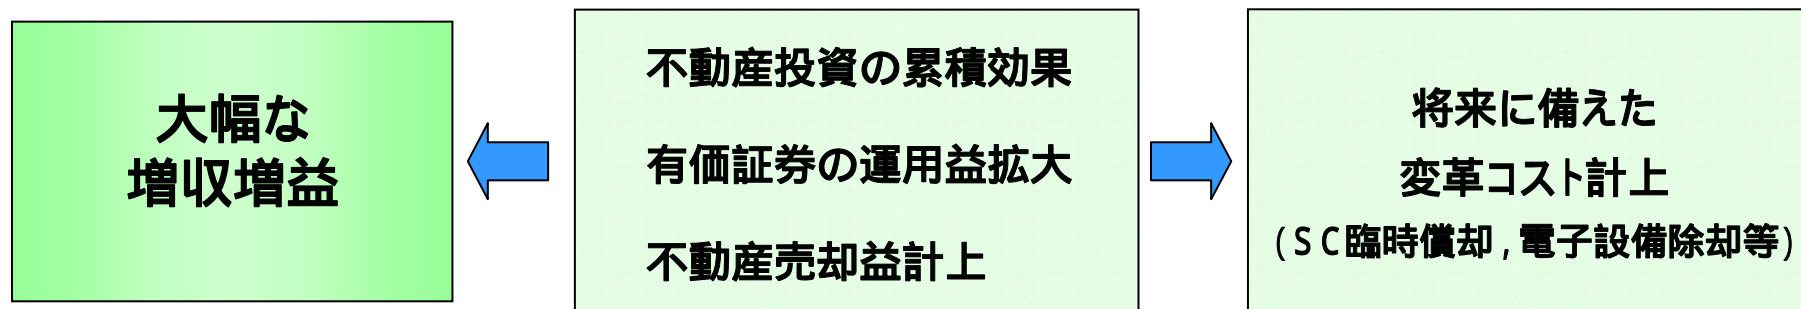 大幅な
増収増益
不動産投資の累積効果
有価証券の運用益拡大
不動産売却益計上
将来に備えた
変革コスト計上
(SC臨時償却,電子設備除却等)